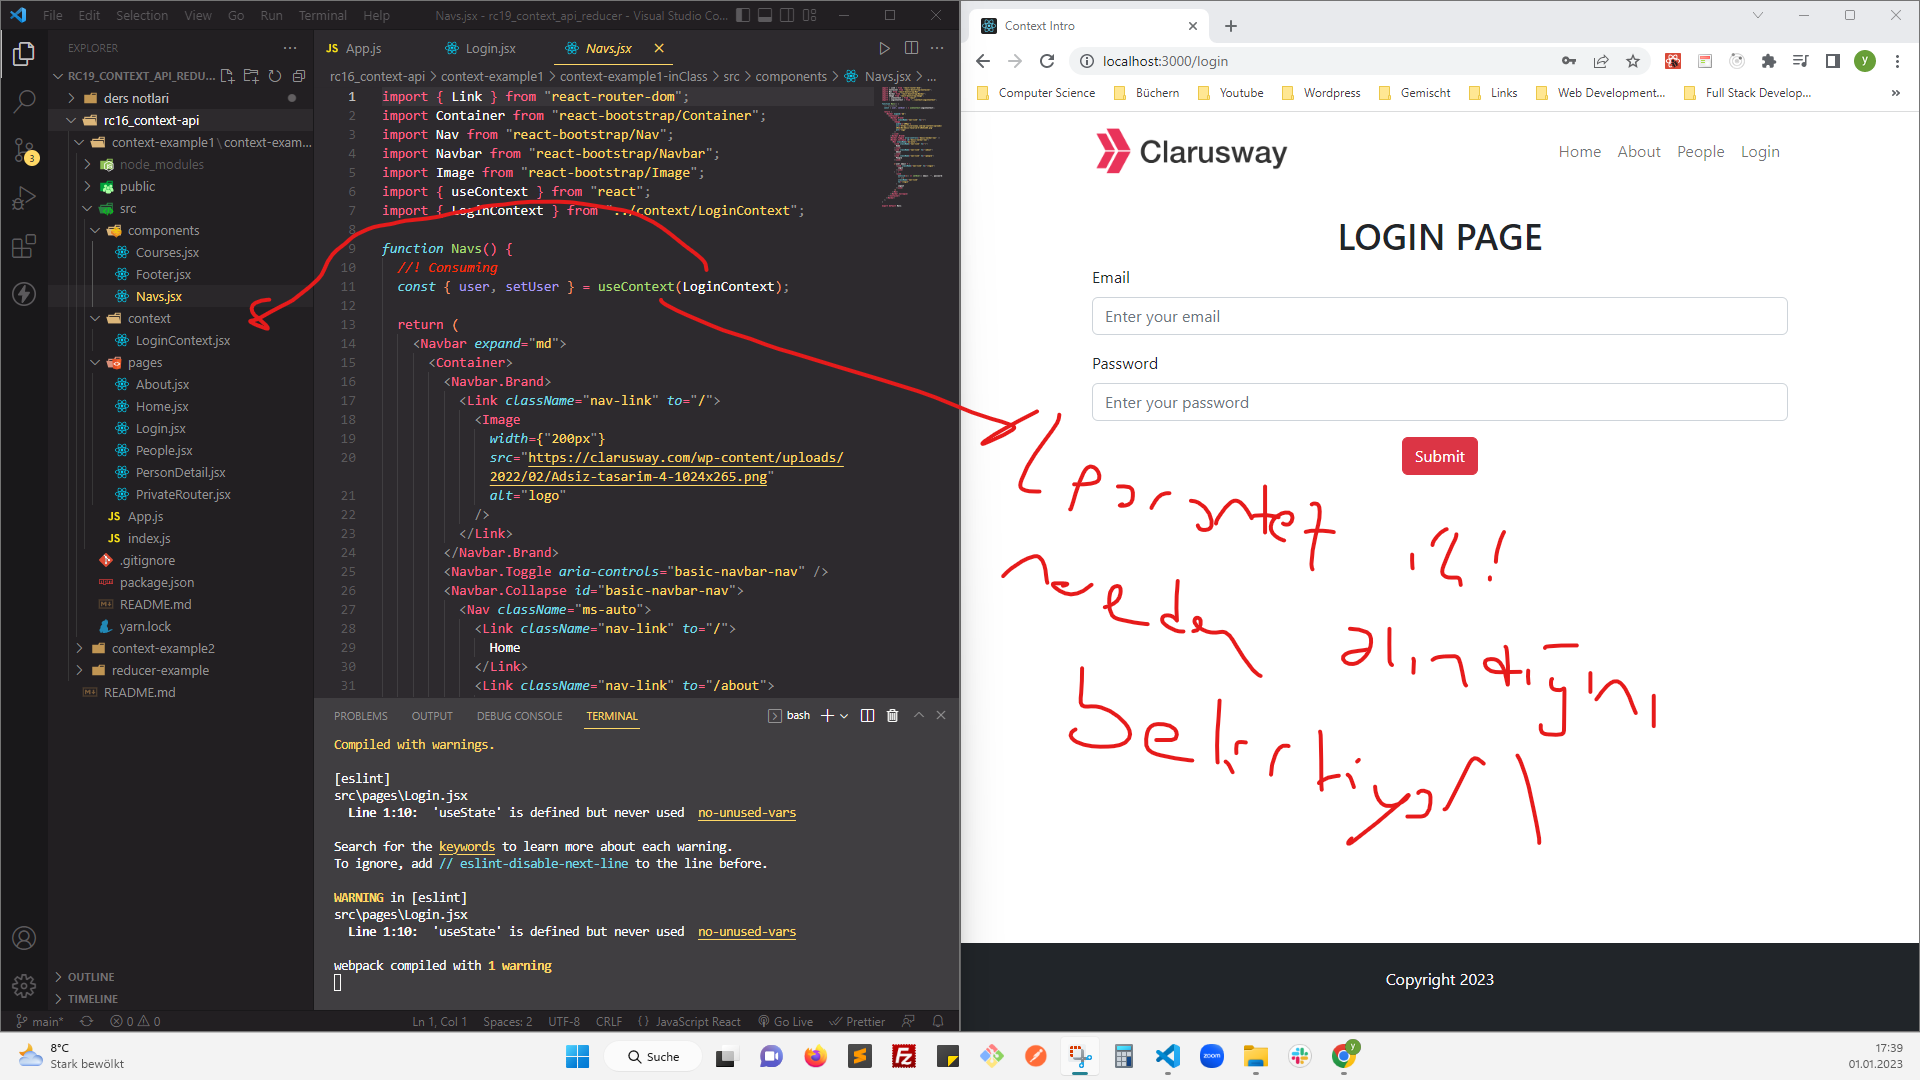 File Edit Selection View Go Run Terminal Help
Navs.jsx - rc19_context_api_reducer - Visual Studio Co...
EXPLORER
RC19_CONTEXT_API_REDU...
ders notlari
rc16_context-api
context-example1 \ context-exam...
node_modules
public
src
components
Courses.jsx
Footer.jsx
Navs.jsx
context
LoginContext.jsx
pages
About.jsx
Home.jsx
Login.jsx
People.jsx
PersonDetail.jsx
PrivateRouter.jsx
JS App.js
JS index.js
.gitignore
package.json
README.md
yarn.lock
context-example2
reducer-example
README.md
OUTLINE
TIMELINE
3
JS App.js
Login.jsx
Navs.jsx
rc16_context-api > context-example1 > context-example1-inClass > src > components > Navs.jsx > ...
1 import { Link } from "react-router-dom";
2 import Container from "react-bootstrap/Container";
3 import Nav from "react-bootstrap/Nav";
4 import Navbar from "react-bootstrap/Navbar";
5 import Image from "react-bootstrap/Image";
6 import { useContext } from "react";
7 import { LoginContext } from "../context/LoginContext";
8
9 function Navs() {
10 //! Consuming
11 const { user, setUser } = useContext(LoginContext);
12
13 return (
14 <Navbar expand="md">
15 <Container>
16 <Navbar.Brand>
17 <Link className="nav-link" to="/">
18 <Image
19 width={"200px"}
20 src="https://clarusway.com/wp-content/uploads/
2022/02/Adsiz-tasarim-4-1024x265.png"
21 alt="logo"
22 />
23 </Link>
24 </Navbar.Brand>
25 <Navbar.Toggle aria-controls="basic-navbar-nav" />
26 <Navbar.Collapse id="basic-navbar-nav">
27 <Nav className="ms-auto">
28 <Link className="nav-link" to="/">
29 Home
30 </Link>
31 <Link className="nav-link" to="/about">
PROBLEMS OUTPUT DEBUG CONSOLE TERMINAL
bash
Compiled with warnings.
[eslint]
src\pages\Login.jsx
Line 1:10: 'useState' is defined but never used no-unused-vars
Search for the keywords to learn more about each warning.
To ignore, add // eslint-disable-next-line to the line before.
WARNING in [eslint]
src\pages\Login.jsx
Line 1:10: 'useState' is defined but never used no-unused-vars
webpack compiled with 1 warning
main* 0 0 Ln 1, Col 1 Spaces: 2 UTF-8 CRLF {} JavaScript React Go Live Prettier
Context Intro
localhost:3000/login
y
Computer Science Büchern Youtube Wordpress Gemischt Links Web Development... Full Stack Develop... »
Clarusway
Home About People Login
LOGIN PAGE
Email
Enter your email
Password
Enter your password
Submit
alindiğini
belirtiyor
Copyright 2023
8°C
Stark bewölkt
Suche
zoom
17:39
01.01.2023